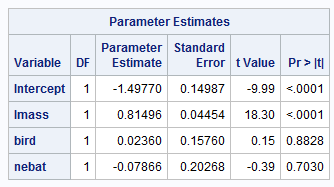 Parameter Estimates
Variable DF Parameter Estimate Standard Error t Value Pr > |t|
Intercept 1 -1.49770 0.14987 -9.99 <.0001
lmass 1 0.81496 0.04454 18.30 <.0001
bird 1 0.02360 0.15760 0.15 0.8828
nebat 1 -0.07866 0.20268 -0.39 0.7030